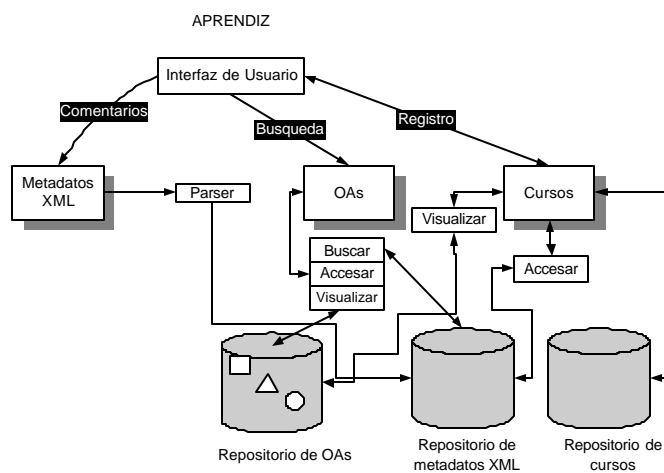 APRENDIZ
Interfaz de Usuario
Comentarios
Busqueda
Registro
Metadatos
XML
Parser
OAs
Visualizar
Cursos
Buscar
Accesar
Visualizar
Accesar
Repositorio de OAs
Repositorio de
metadatos XML
Repositorio de
cursos